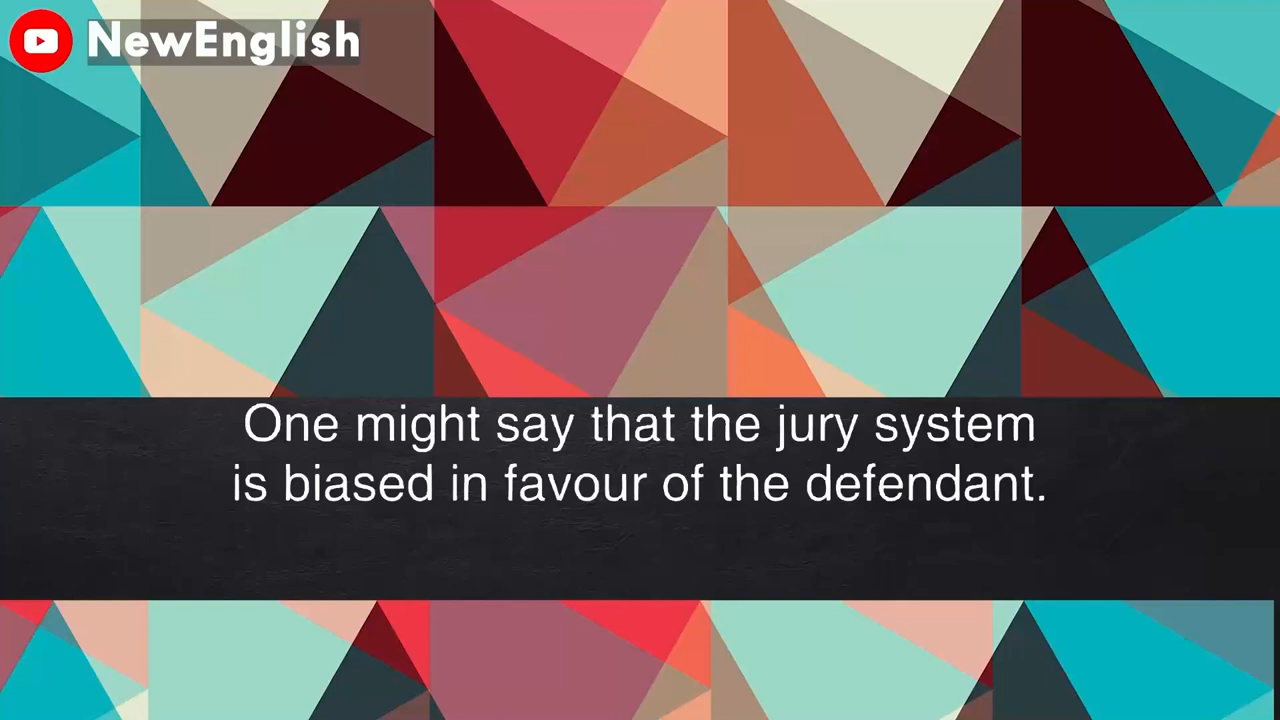 NewEnglish
One might say that the jury system
is biased in favour of the defendant.